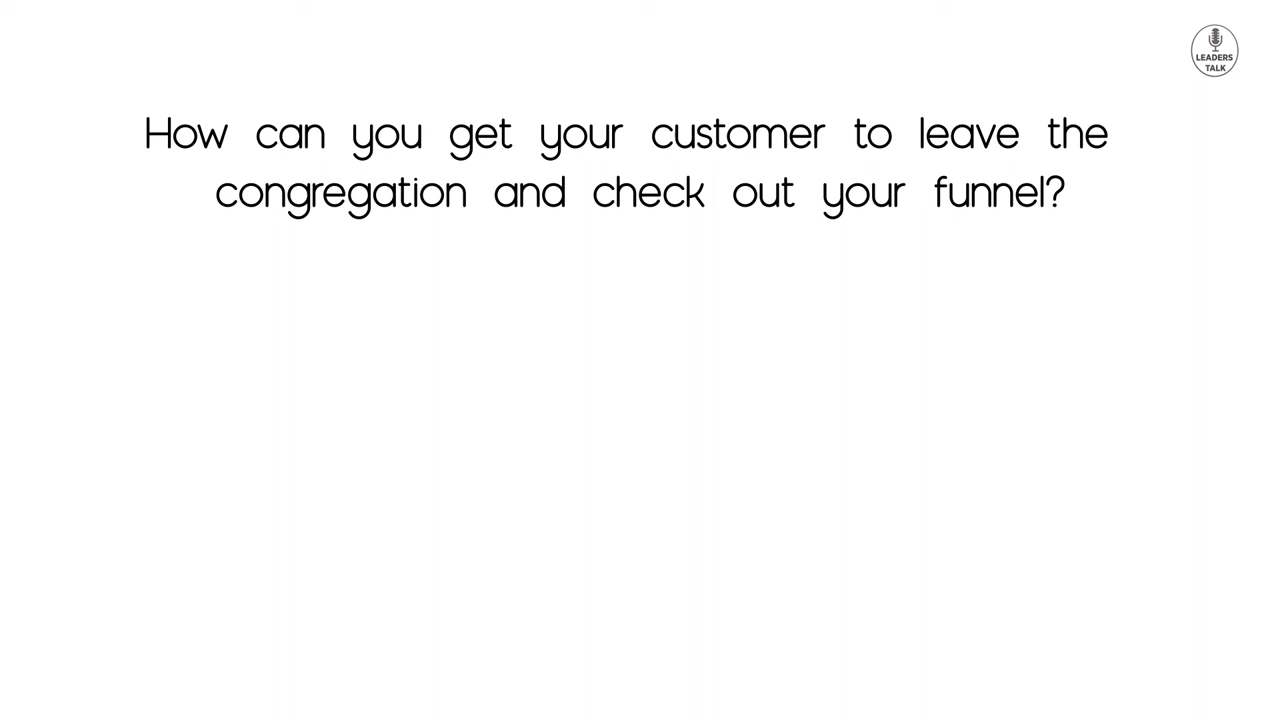 LEADERS
TALK
How can you get your customer to leave the
congregation and check out your funnel?